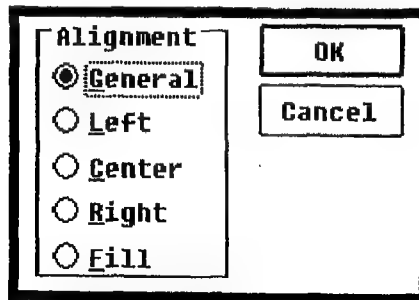 Alignment
General
Left
Center
Right
Fill
OK
Cancel